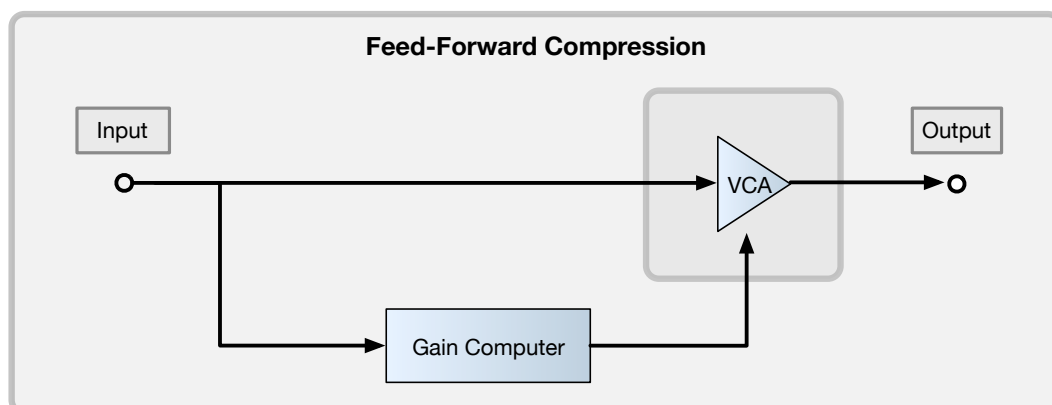 Feed-Forward Compression
Input
Output
VCA
Gain Computer